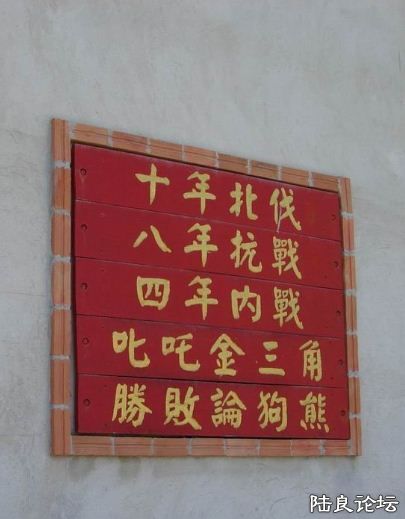 十年北伐
八年抗戰
四年内戰
叱吒金三角
勝敗論狗熊
陆良论坛